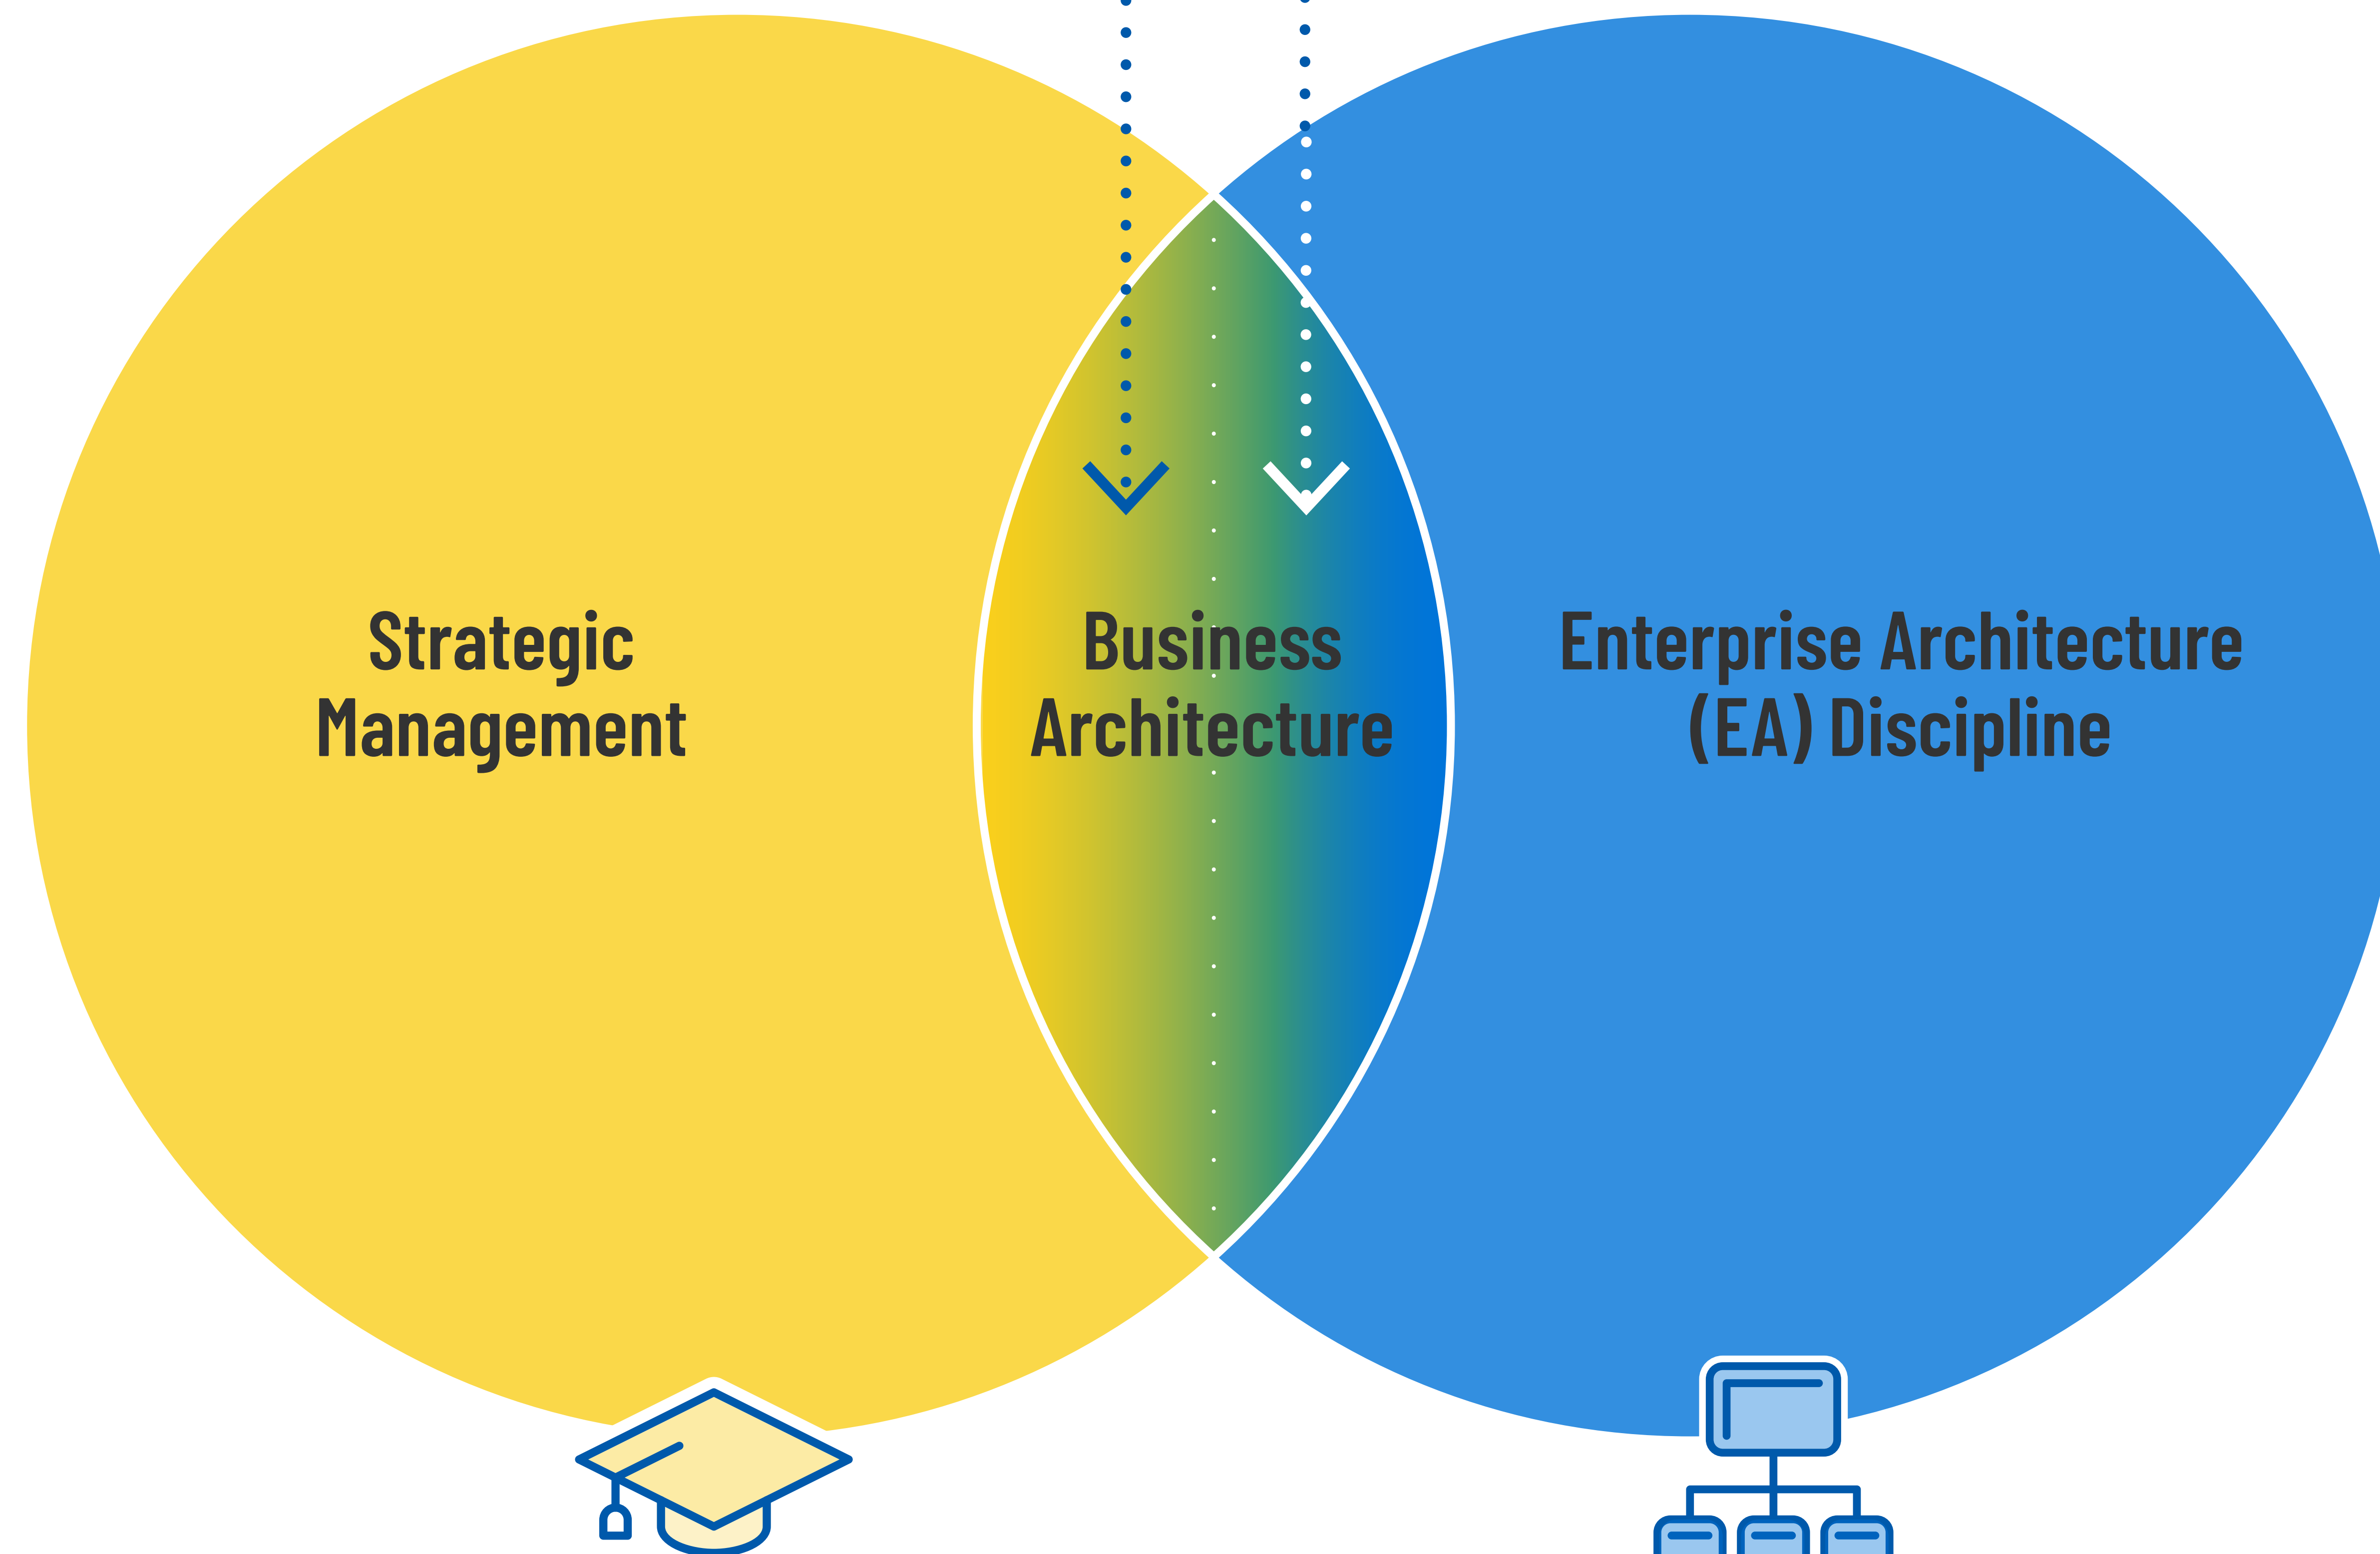 Strategic
Management
Business
Architecture
Enterprise Architecture
(EA) Discipline